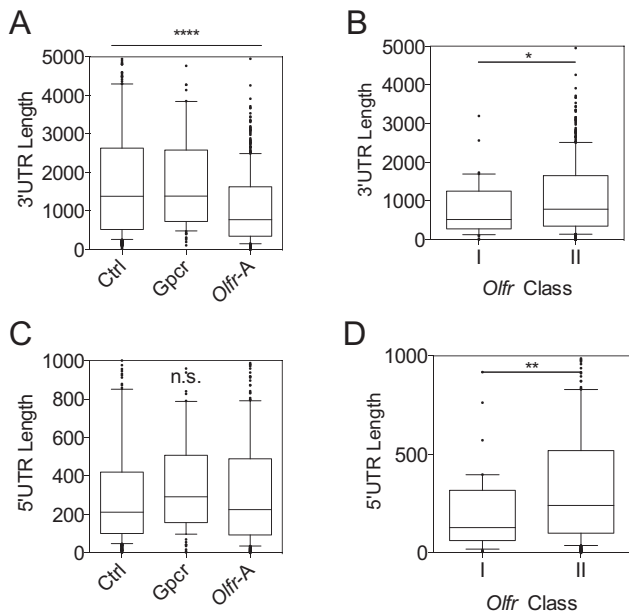 A
****
5000
4000
3000
2000
1000
0
3'UTR Length
Ctrl
Gpcr
Olfr-A
B
*
5000
4000
3000
2000
1000
0
3'UTR Length
I
II
Olfr Class
C
n.s.
1000
800
600
400
200
0
5'UTR Length
Ctrl
Gpcr
Olfr-A
D
**
1000
500
0
5'UTR Length
I
II
Olfr Class